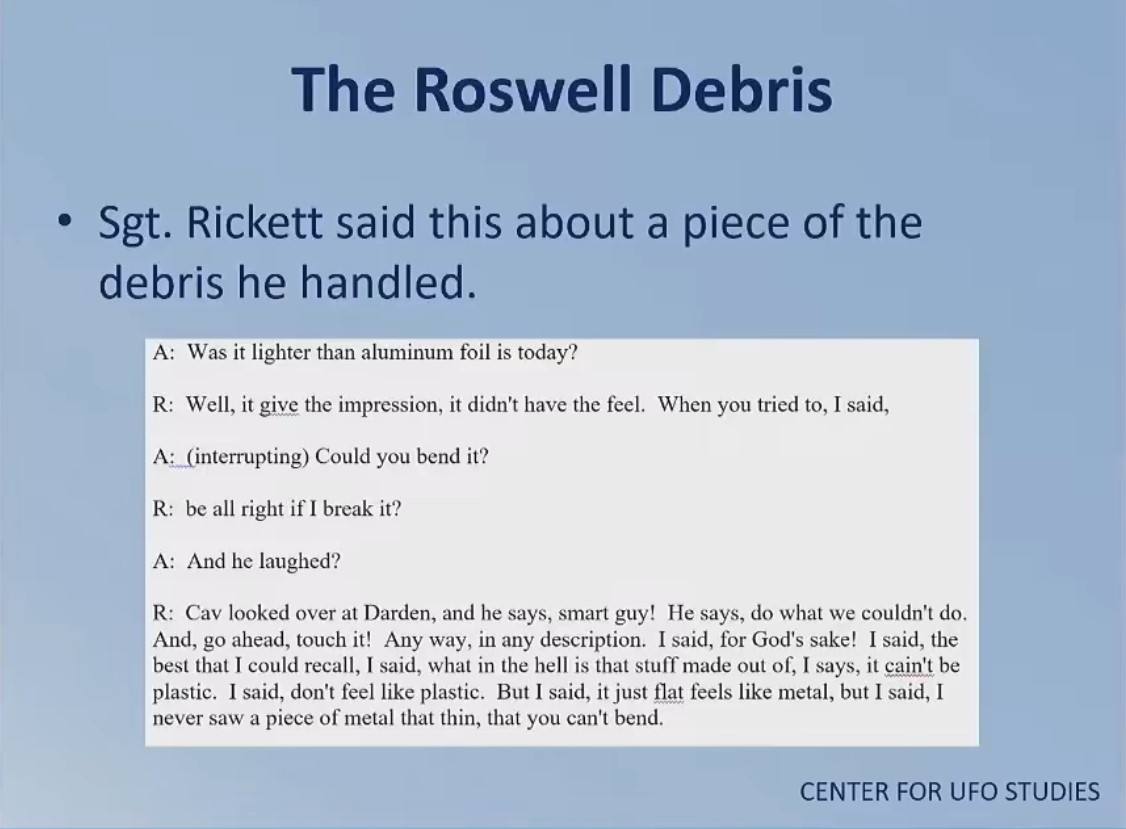 The Roswell Debris
• Sgt. Rickett said this about a piece of the
debris he handled.
A: Was it lighter than aluminum foil is today?
R: Well, it give the impression, it didn't have the feel. When you tried to, I said,
A: (interrupting) Could you bend it?
R: be all right if I break it?
A: And he laughed?
R: Cav looked over at Darden, and he says, smart guy! He says, do what we couldn't do.
And, go ahead, touch it! Any way, in any description. I said, for God's sake! I said, the
best that I could recall, I said, what in the hell is that stuff made out of, I says, it cain't be
plastic. I said, don't feel like plastic. But I said, it just flat feels like metal, but I said, I
never saw a piece of metal that thin, that you can't bend.
CENTER FOR UFO STUDIES